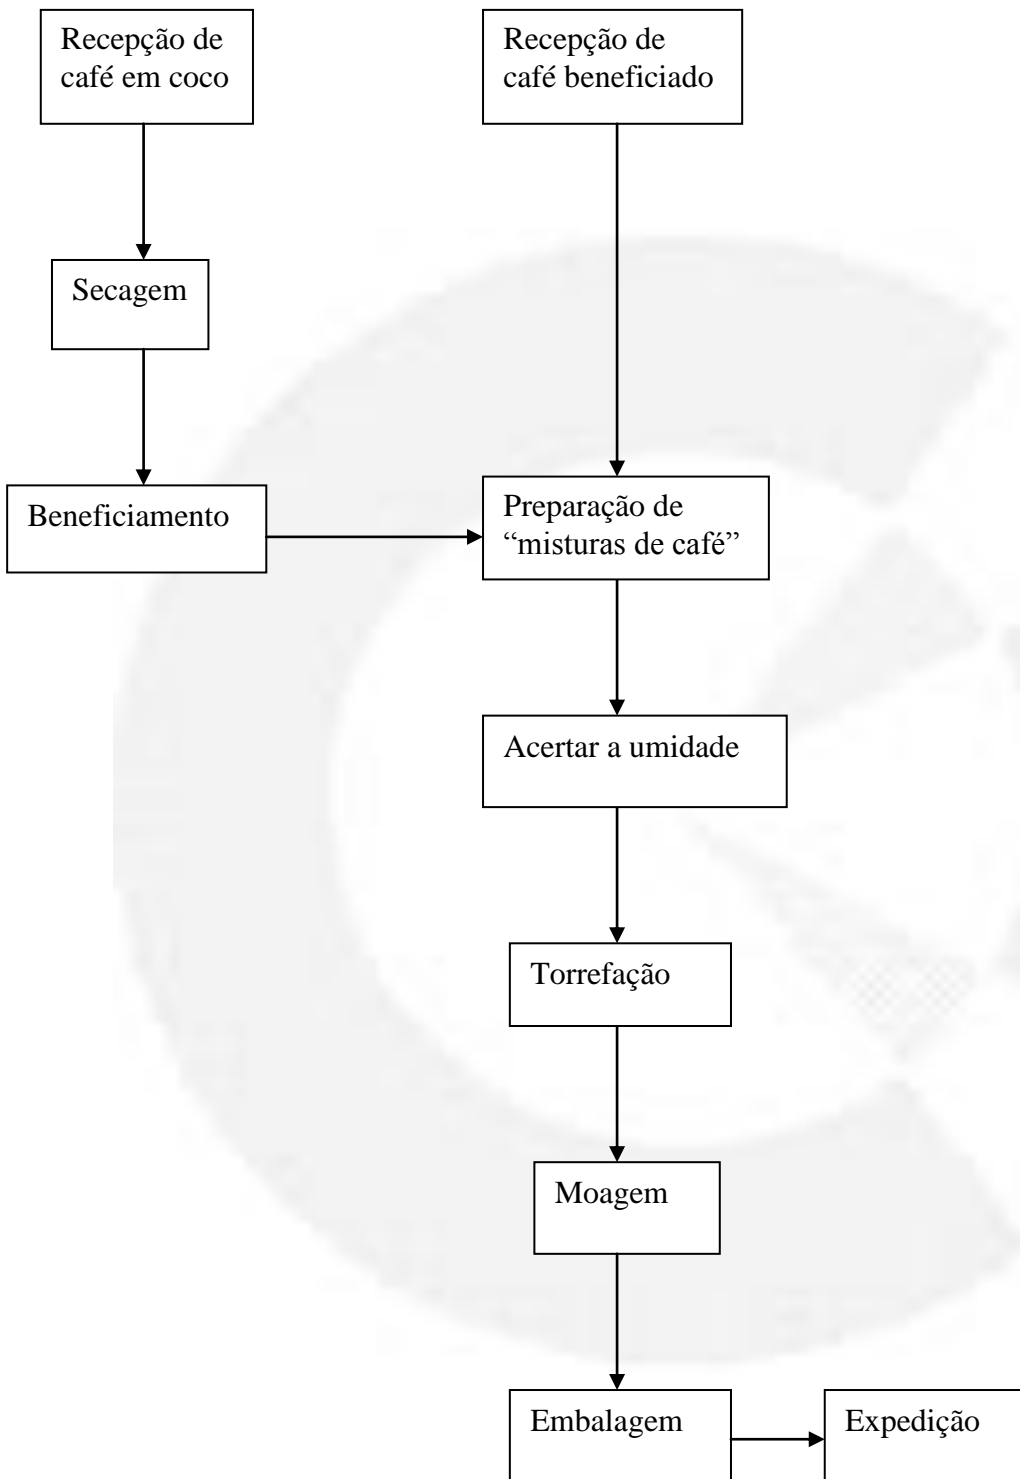 Recepção de
café em coco
Recepção de
café beneficiado
Secagem
Beneficiamento
Preparação de
“misturas de café”
Acertar a umidade
Torrefação
Moagem
Embalagem
Expedição